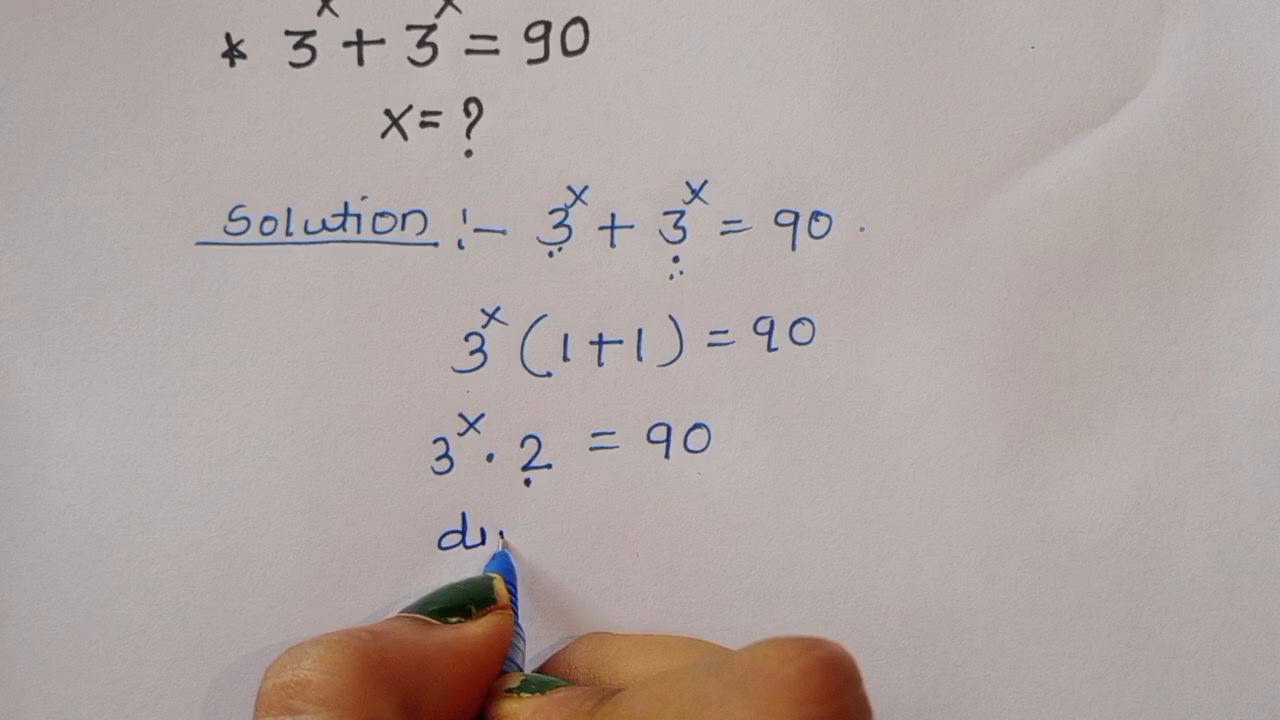 * 3^x + 3^x = 90
x = ?
Solution :- 3^x + 3^x = 90 .
3^x (1 + 1) = 90
3^x . 2 = 90